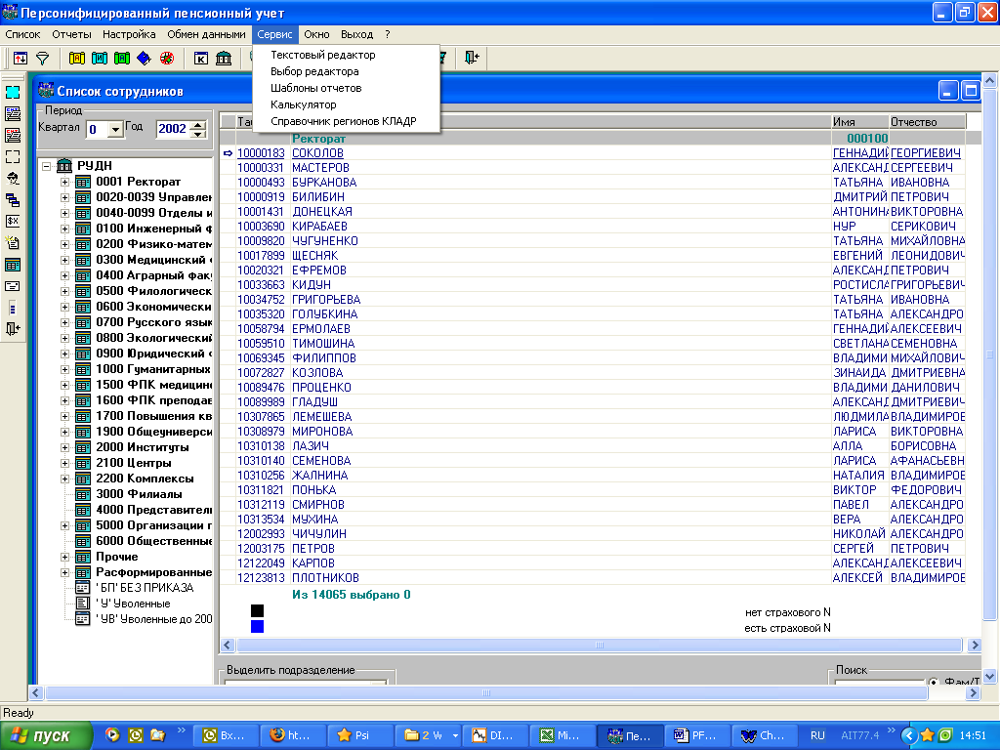 Персонифицированный пенсионный учет
Список Отчеты Настройка Обмен данными Сервис Окно Выход ?
Текстовый редактор
Выбор редактора
Шаблоны отчетов
Калькулятор
Справочник регионов КЛАДР
Список сотрудников
Период
Квартал 0 Год 2002
РУДН
0001 Ректорат
0020-0039 Управлен
0040-0099 Отделы и
0100 Инженерный ф
0200 Физико-матем
0300 Медицинский
0400 Аграрный фак
0500 Филологическ
0600 Экономически
0700 Русского язык
0800 Экологический
0900 Юридический
1000 Гуманитарных
1500 ФПК медицин
1600 ФПК преподав
1700 Повышения кв
1900 Общеуниверси
2000 Институты
2100 Центры
2200 Комплексы
3000 Филиалы
4000 Представител
5000 Организации
6000 Общественные
Прочие
Расформированные
'БП' БЕЗ ПРИКАЗА
'У' Уволенные
'УВ' Уволенные до 200
Та Имя Отчество
Ректорат 000100
10000183 СОКОЛОВ ГЕННАДИЙ ГЕОРГИЕВИЧ
10000331 МАСТЕРОВ АЛЕКСАНД СЕРГЕЕВИЧ
10000493 БУРКАНОВА ТАТЬЯНА ИВАНОВНА
10000919 БИЛИБИН ДМИТРИЙ ПЕТРОВИЧ
10001431 ДОНЕЦКАЯ АНТОНИНА ВИКТОРОВНА
10003690 КИРАБАЕВ НУР СЕРИКОВИЧ
10009820 ЧУГУНЕНКО ТАТЬЯНА МИХАЙЛОВНА
10017899 ЩЕСНЯК ЕВГЕНИЙ ЛЕОНИДОВИЧ
10020321 ЕФРЕМОВ АЛЕКСАНД ПЕТРОВИЧ
10033663 КИДУН РОСТИСЛА ГРИГОРЬЕВИЧ
10034752 ГРИГОРЬЕВА ТАТЬЯНА ИВАНОВНА
10035320 ГОЛУБКИНА ТАТЬЯНА АЛЕКСАНДРО
10058794 ЕРМОЛАЕВ ГЕННАДИЙ АЛЕКСЕЕВИЧ
10059510 ТИМОШИНА СВЕТЛАНА СЕМЕНОВНА
10069345 ФИЛИППОВ ВЛАДИМИ МИХАЙЛОВИЧ
10072827 КОЗЛОВА ЗИНАИДА ДМИТРИЕВНА
10089476 ПРОЦЕНКО ВЛАДИМИ ДАНИЛОВИЧ
10089989 ГЛАДУШ АЛЕКСАНД ДМИТРИЕВИЧ
10307865 ЛЕМЕШЕВА ЛЮДМИЛА ВЛАДИМИРОВ
10308979 МИРОНОВА ЛАРИСА ВИКТОРОВНА
10310138 ЛАЗИЧ АЛЛА БОРИСОВНА
10310140 СЕМЕНОВА ЛАРИСА АФАНАСЬЕВН
10310256 ЖАЛНИНА НАТАЛИЯ ВЛАДИМИРОВ
10311821 ПОНЬКА ВИКТОР ФЕДОРОВИЧ
10312119 СМИРНОВ ПАВЕЛ АЛЕКСАНДРО
10313534 МУХИНА ВЕРА АЛЕКСАНДРО
12002993 ЧИЧУЛИН НИКОЛАЙ АЛЕКСАНДРО
12003175 ПЕТРОВ СЕРГЕЙ ПЕТРОВИЧ
12122049 КАРПОВ АЛЕКСАНД АЛЕКСЕЕВИЧ
12123813 ПЛОТНИКОВ АЛЕКСЕЙ ВЛАДИМИРОВ
Из 14065 выбрано 0
нет страхового N
есть страховой N
Выделить подразделение Поиск
Фам/Т
Ready
пуск Вх... ht... Psi 2 W DI... Mi... Пе... PF... Ch... RU AIT77.4 14:51